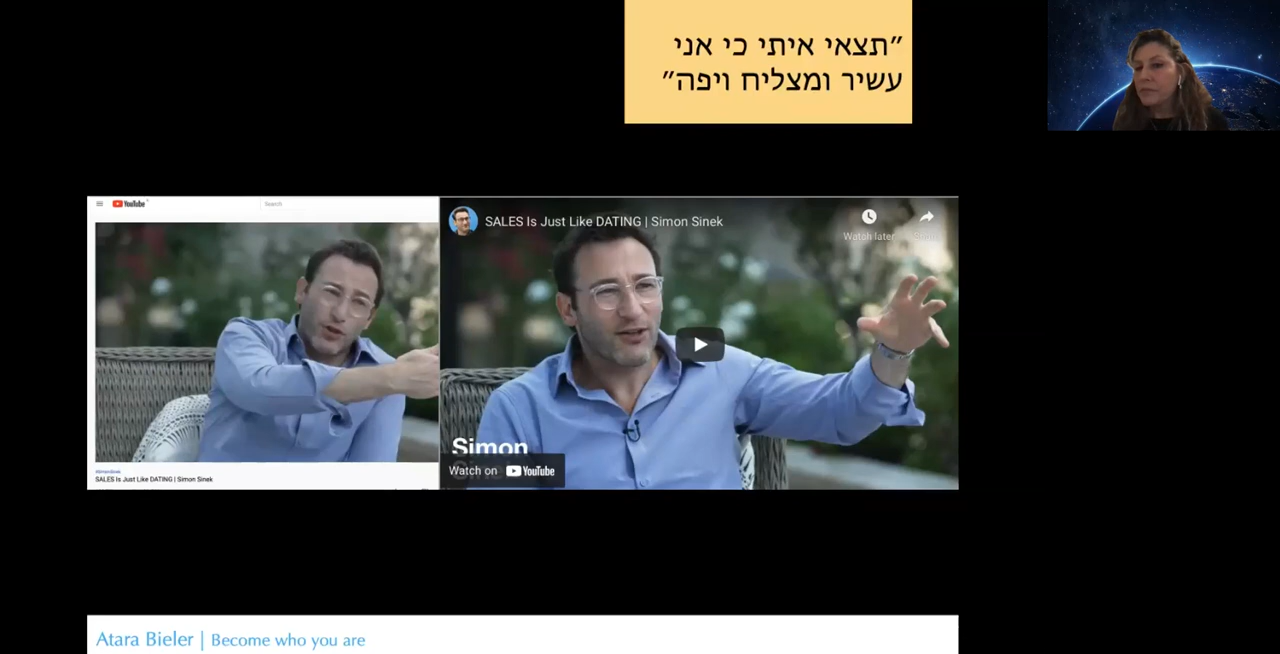 "תצאי איתי כי אני
עשיר ומצליח ויפה"
YouTube
Search
SALES Is Just Like DATING | Simon Sinek
Watch later
Simon
Watch on YouTube
SALES Is Just Like DATING | Simon Sinek
Atara Bieler | Become who you are